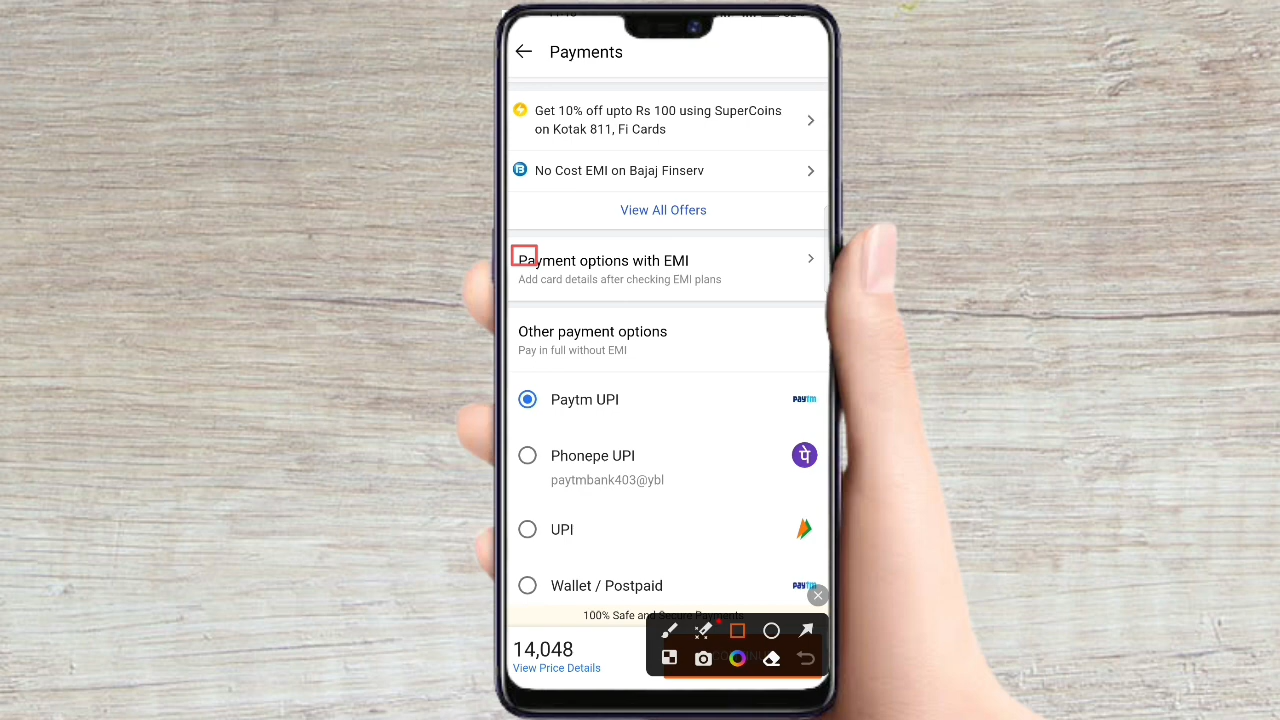 Payments
Get 10% off upto Rs 100 using SuperCoins
on Kotak 811, Fi Cards
No Cost EMI on Bajaj Finserv
View All Offers
Payment options with EMI
Add card details after checking EMI plans
Other payment options
Pay in full without EMI
Paytm UPI
paytm
Phonepe UPI
पे
paytmbank403@ybl
UPI
Wallet / Postpaid
paytm
100% Safe and Secure Payments
14,048
View Price Details